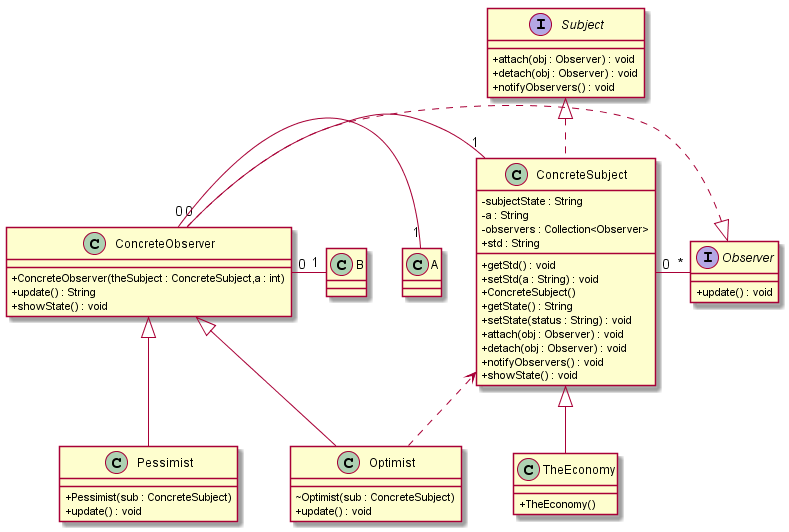 I Subject
+attach(obj : Observer) : void
+detach(obj : Observer) : void
+notifyObservers() : void
1
C ConcreteSubject
-subjectState : String
-a : String
-observers : Collection<Observer>
+std : String
+getStd() : void
+setStd(a : String) : void
+ConcreteSubject()
+getState() : String
+setState(status : String) : void
+attach(obj : Observer) : void
+detach(obj : Observer) : void
+notifyObservers() : void
+showState() : void
0 0
1
C ConcreteObserver
+ConcreteObserver(theSubject : ConcreteSubject,a : int)
+update() : String
+showState() : void
0 1
C B
C A
0 *
I Observer
+update() : void
C Pessimist
+Pessimist(sub : ConcreteSubject)
+update() : void
C Optimist
~Optimist(sub : ConcreteSubject)
+update() : void
C TheEconomy
+TheEconomy()